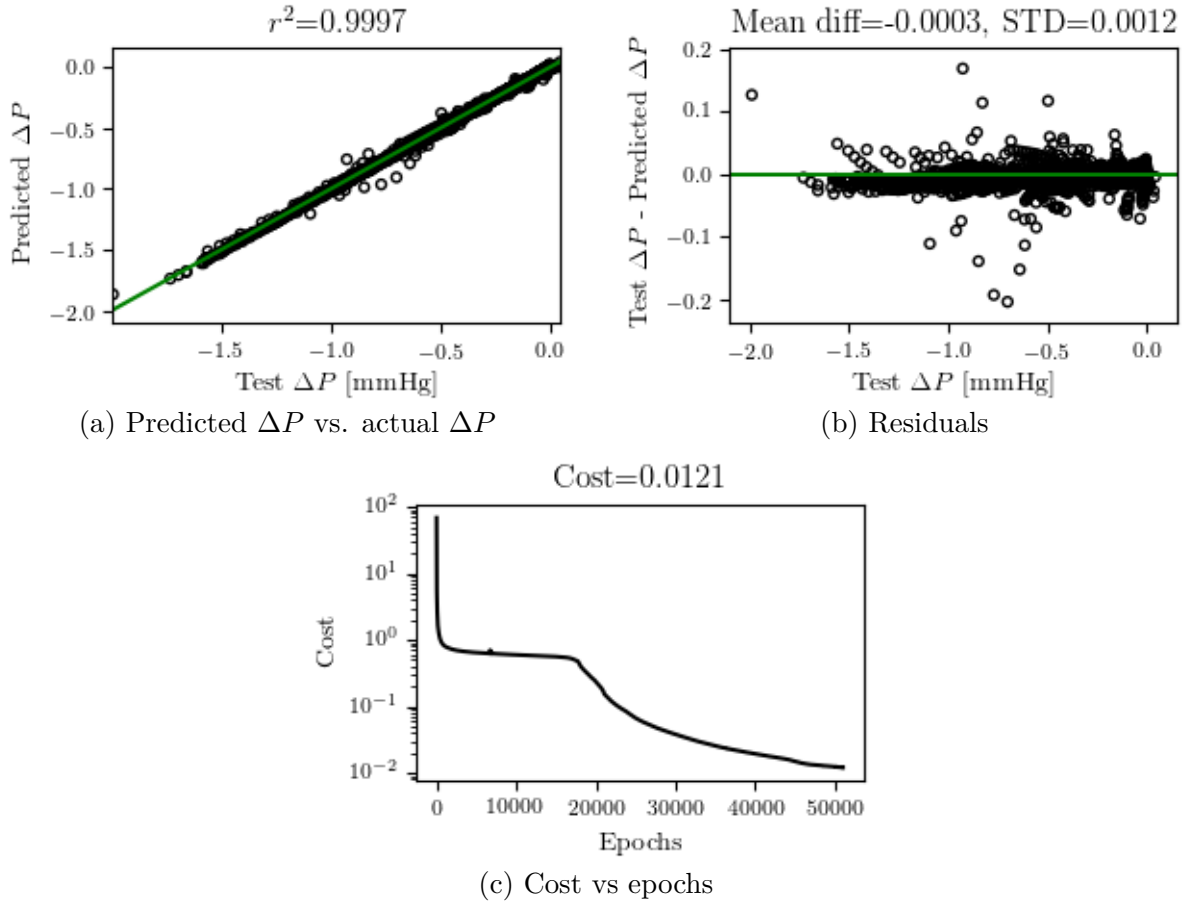 r²=0.9997
Predicted ΔP
0.0
−0.5
−1.0
−1.5
−2.0
−1.5
−1.0
−0.5
0.0
Test ΔP [mmHg]
(a) Predicted ΔP vs. actual ΔP
Mean diff=-0.0003, STD=0.0012
Test ΔP - Predicted ΔP
0.2
0.1
0.0
−0.1
−0.2
−2.0
−1.5
−1.0
−0.5
0.0
Test ΔP [mmHg]
(b) Residuals
Cost=0.0121
Cost
10²
10¹
10⁰
10⁻¹
10⁻²
0
10000
20000
30000
40000
50000
Epochs
(c) Cost vs epochs